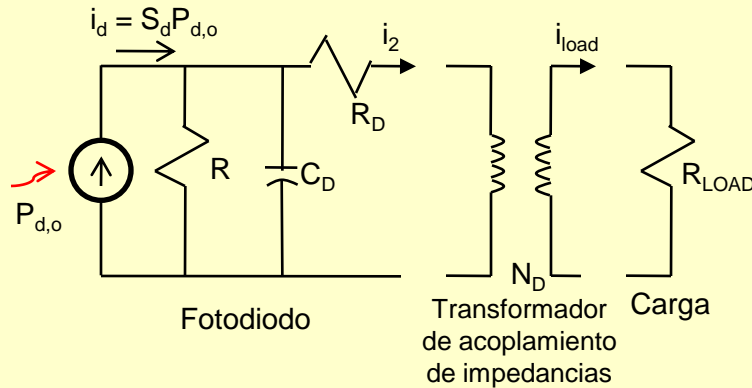 i_d = S_dP_d,o
i_2
i_load
R_D
R
C_D
R_LOAD
P_d,o
N_D
Fotodiodo
Transformador
de acoplamiento
de impedancias
Carga